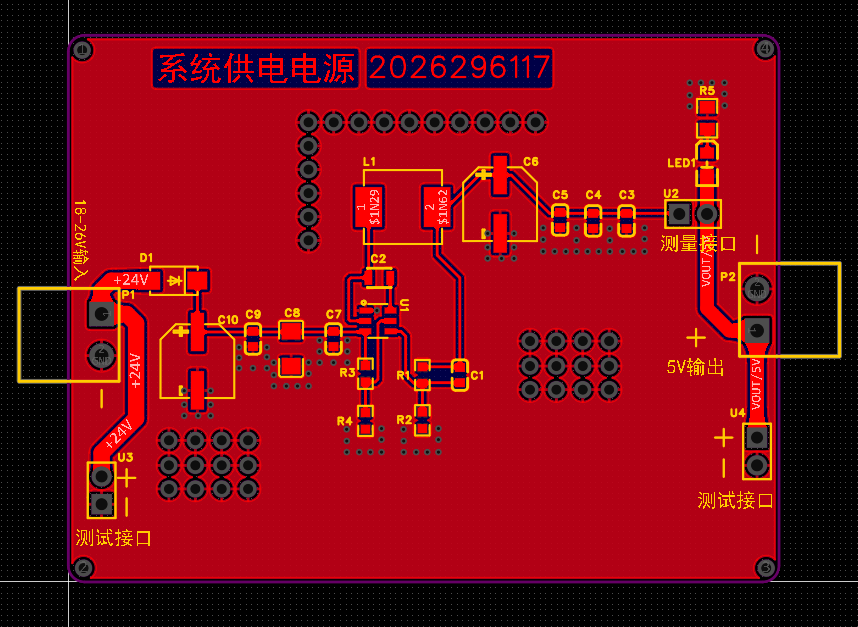 系统供电电源 2026296117
R5
L1
C6
LED1
C5 C4 C3 U2
1 $1N29
2 $1N62
18-26V输入
测量接口
D1
+24V
C2
VOUT/
P2
P1
U1
C10 C9 C8 C7
+24V
R3
R1
C1
5V输出
VOUT/5V
R4
R2
U4
+24V
U3
测试接口
测试接口